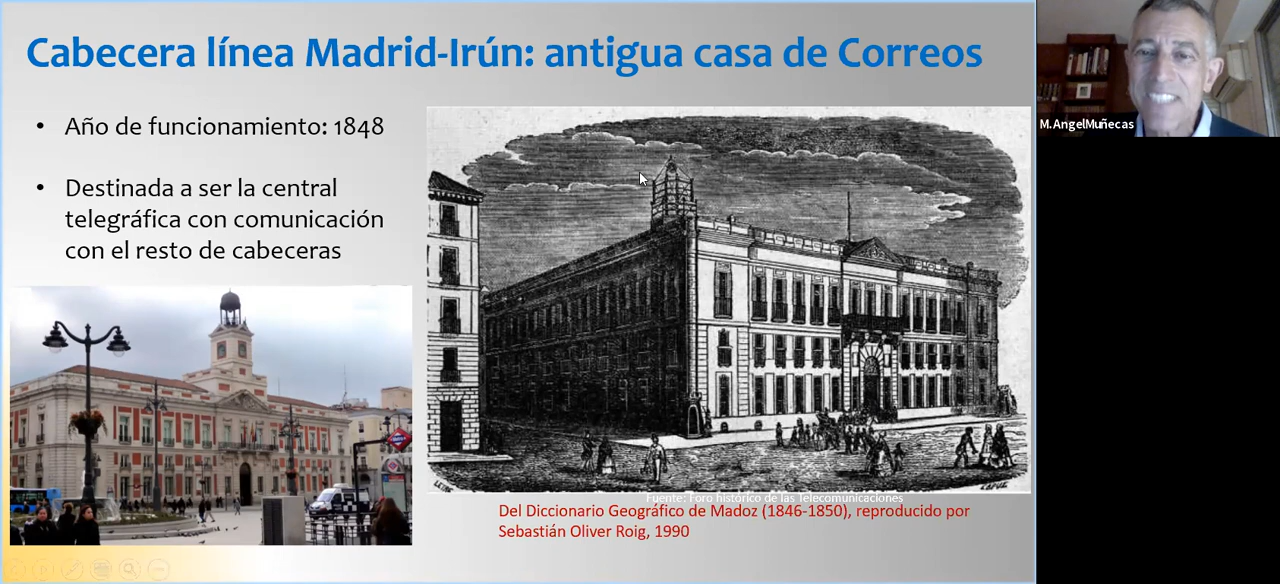 Cabecera línea Madrid-Irún: antigua casa de Correos
• Año de funcionamiento: 1848
• Destinada a ser la central
telegráfica con comunicación
con el resto de cabeceras
Fuente: Foro histórico de las Telecomunicaciones
Del Diccionario Geográfico de Madoz (1846-1850), reproducido por
Sebastián Oliver Roig, 1990
M.AngelMuñecas